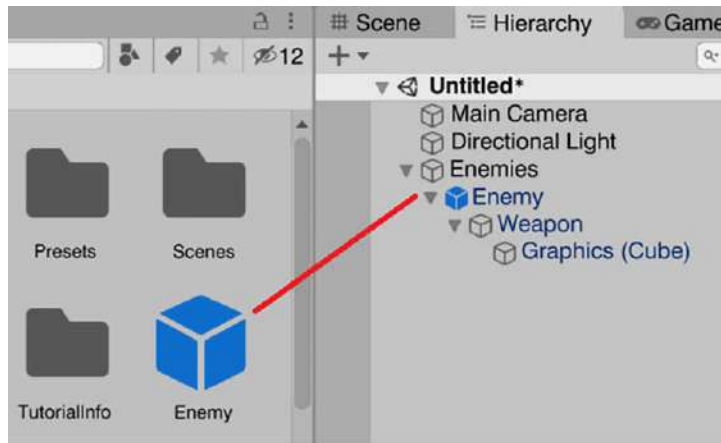 Scene
Hierarchy
Game
12
Untitled*
Main Camera
Directional Light
Enemies
Enemy
Weapon
Graphics (Cube)
Presets
Scenes
TutorialInfo
Enemy